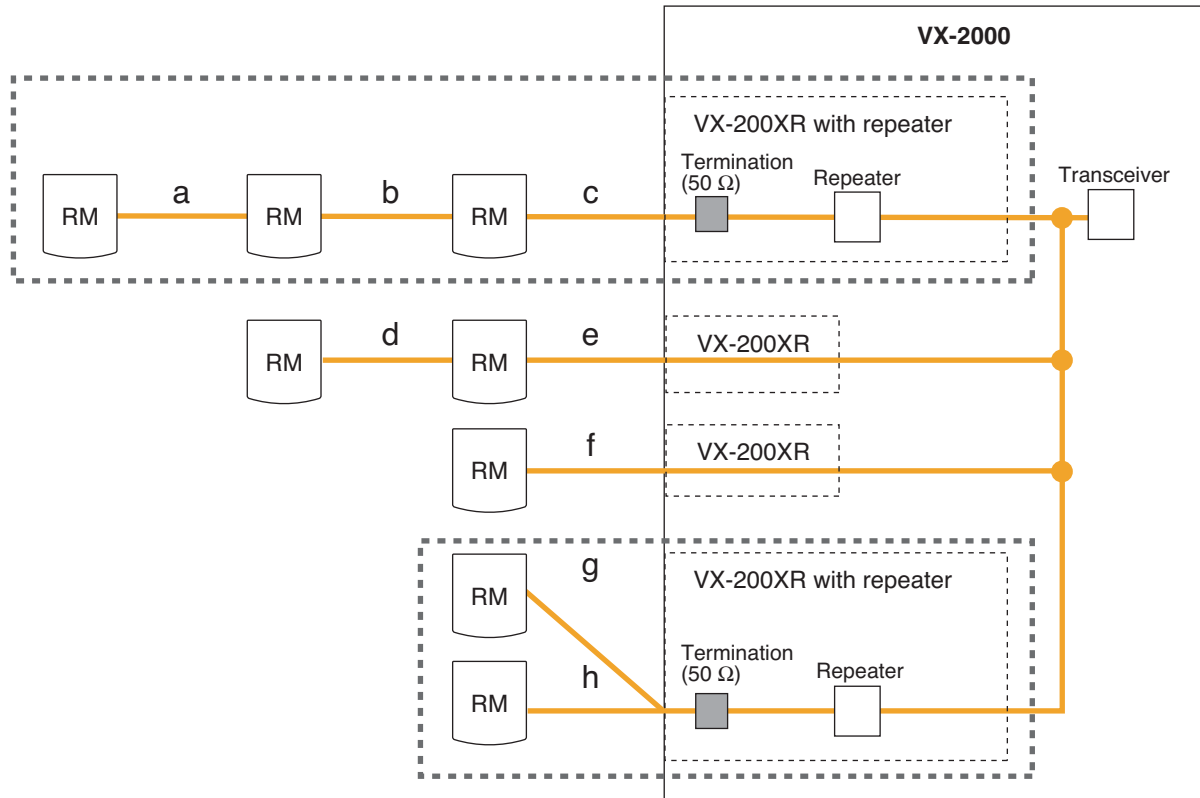 VX-2000
VX-200XR with repeater
Termination
(50 Ω)
Repeater
Transceiver
RM
a
RM
b
RM
c
RM
d
RM
e
VX-200XR
RM
f
VX-200XR
RM
g
VX-200XR with repeater
Termination
(50 Ω)
Repeater
RM
h